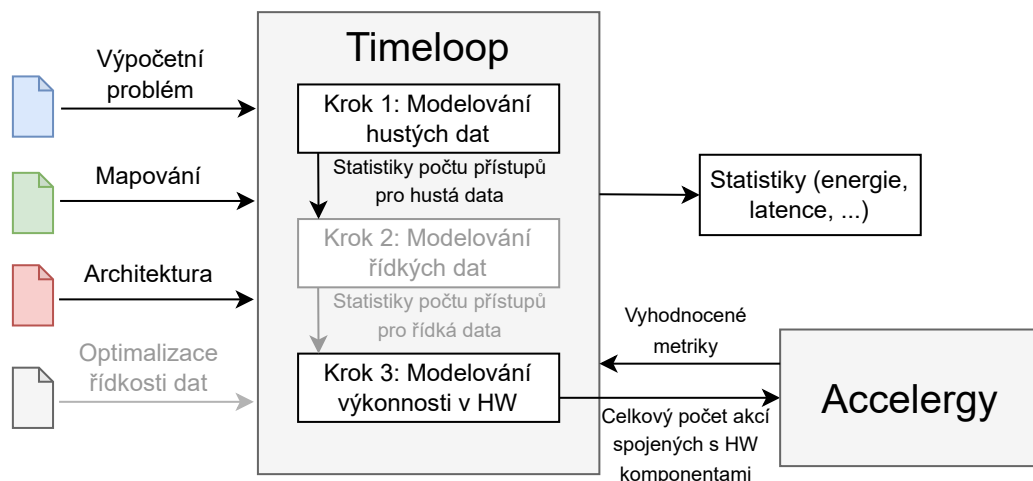 Výpočetní
problém
Mapování
Architektura
Optimalizace
řídkosti dat
Timeloop
Krok 1: Modelování
hustých dat
Statistiky počtu přístupů
pro hustá data
Krok 2: Modelování
řídkých dat
Statistiky počtu přístupů
pro řídká data
Krok 3: Modelování
výkonnosti v HW
Statistiky (energie,
latence, ...)
Vyhodnocené
metriky
Celkový počet akcí
spojených s HW
komponentami
Accelergy